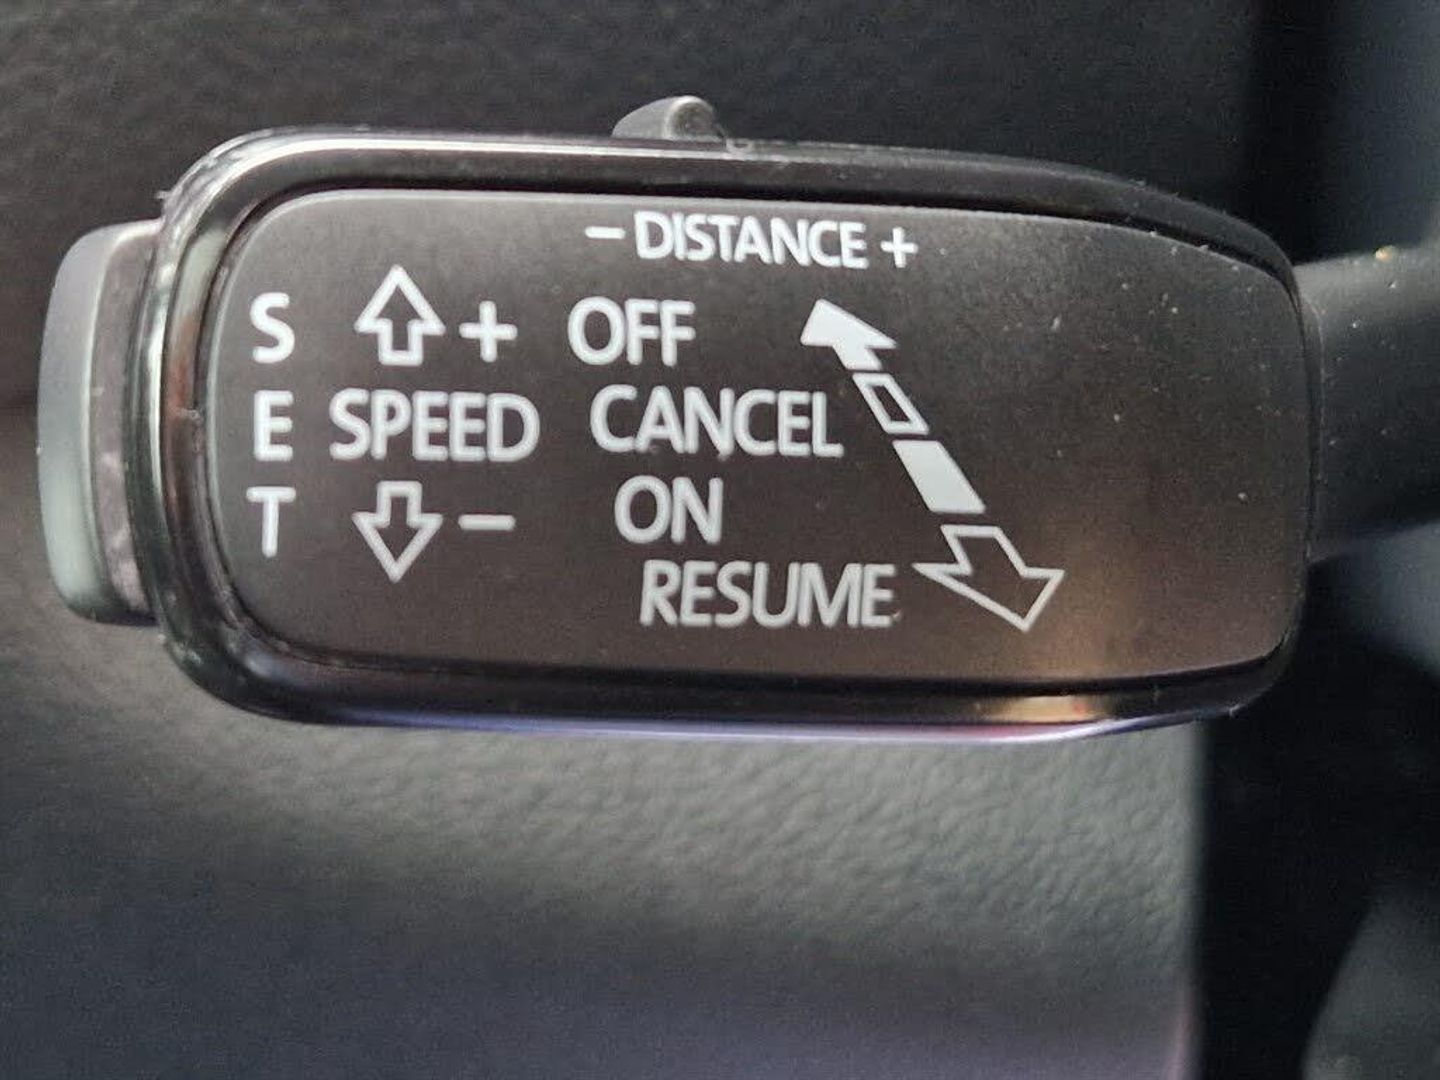 - DISTANCE +
S + OFF
E SPEED CANCEL
T - ON
RESUME